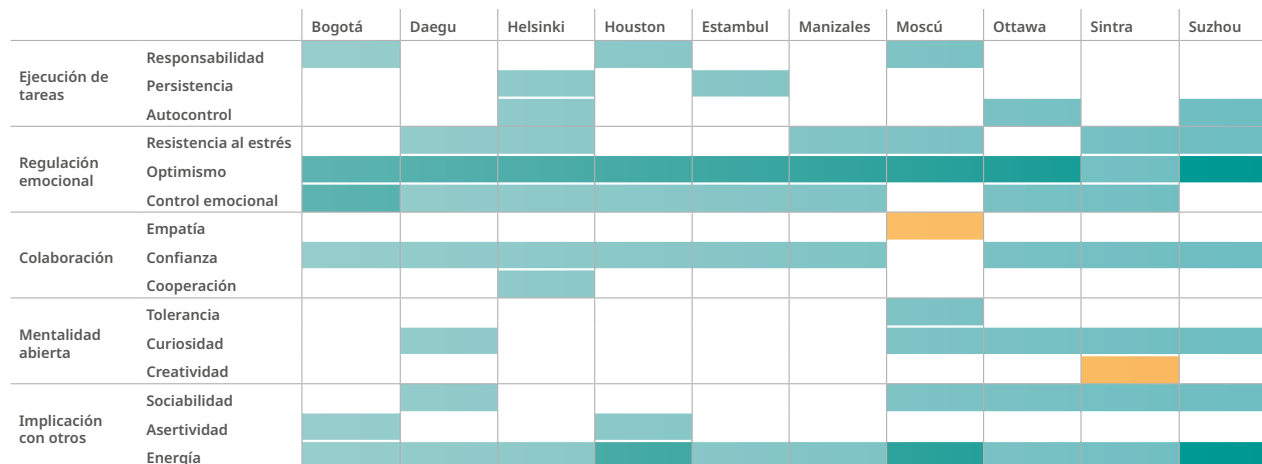 Bogotá Daegu Helsinki Houston Estambul Manizales Moscú Ottawa Sintra Suzhou
Ejecución de
tareas
Responsabilidad
Persistencia
Autocontrol
Regulación
emocional
Resistencia al estrés
Optimismo
Control emocional
Colaboración
Empatía
Confianza
Cooperación
Mentalidad
abierta
Tolerancia
Curiosidad
Creatividad
Implicación
con otros
Sociabilidad
Asertividad
Energía